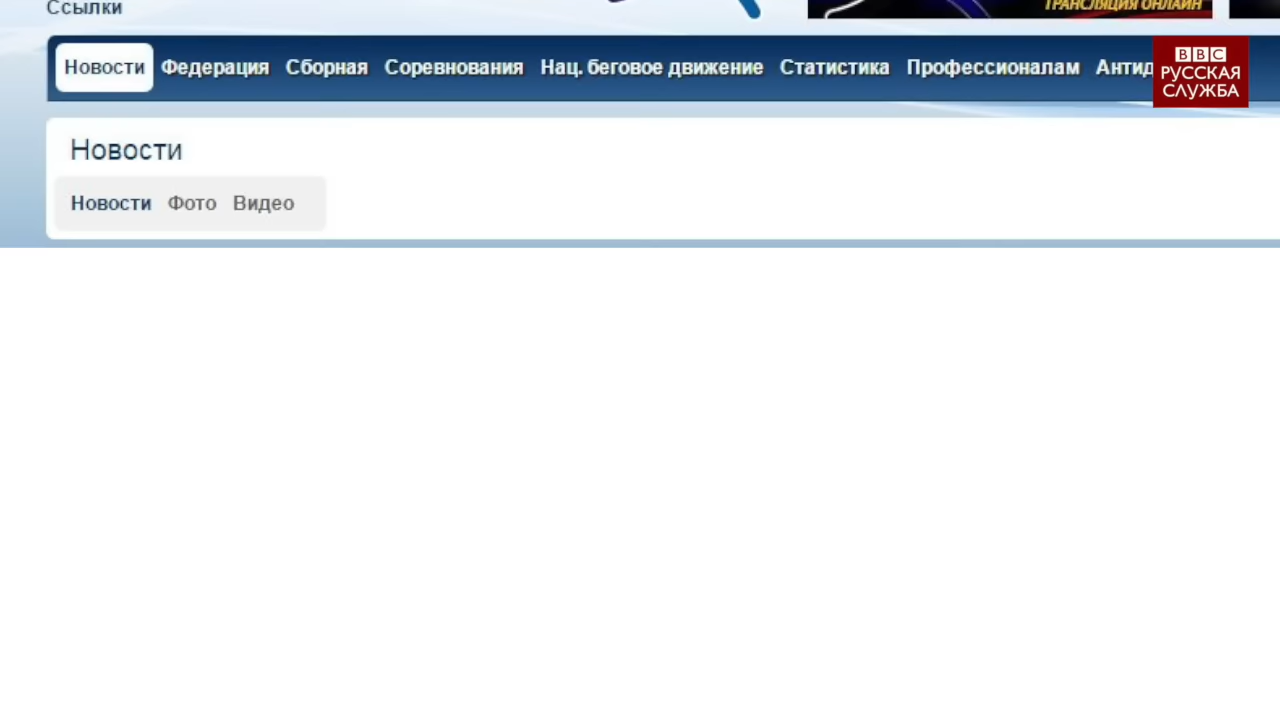 Ссылки
ТРАНСЛЯЦИЯ ОНЛАЙН
Новости Федерация Сборная Соревнования Нац. беговое движение Статистика Профессионалам Антид
BBC
РУССКАЯ
СЛУЖБА
Новости
Новости Фото Видео